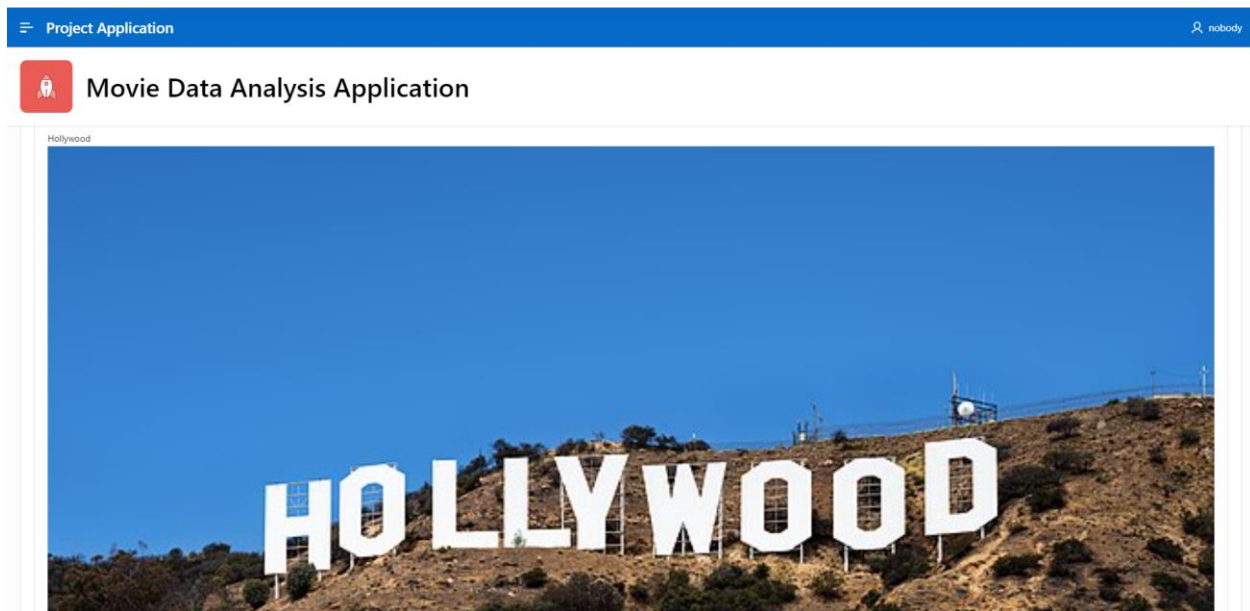 Project Application
nobody
Movie Data Analysis Application
Hollywood
HOLLYWOOD